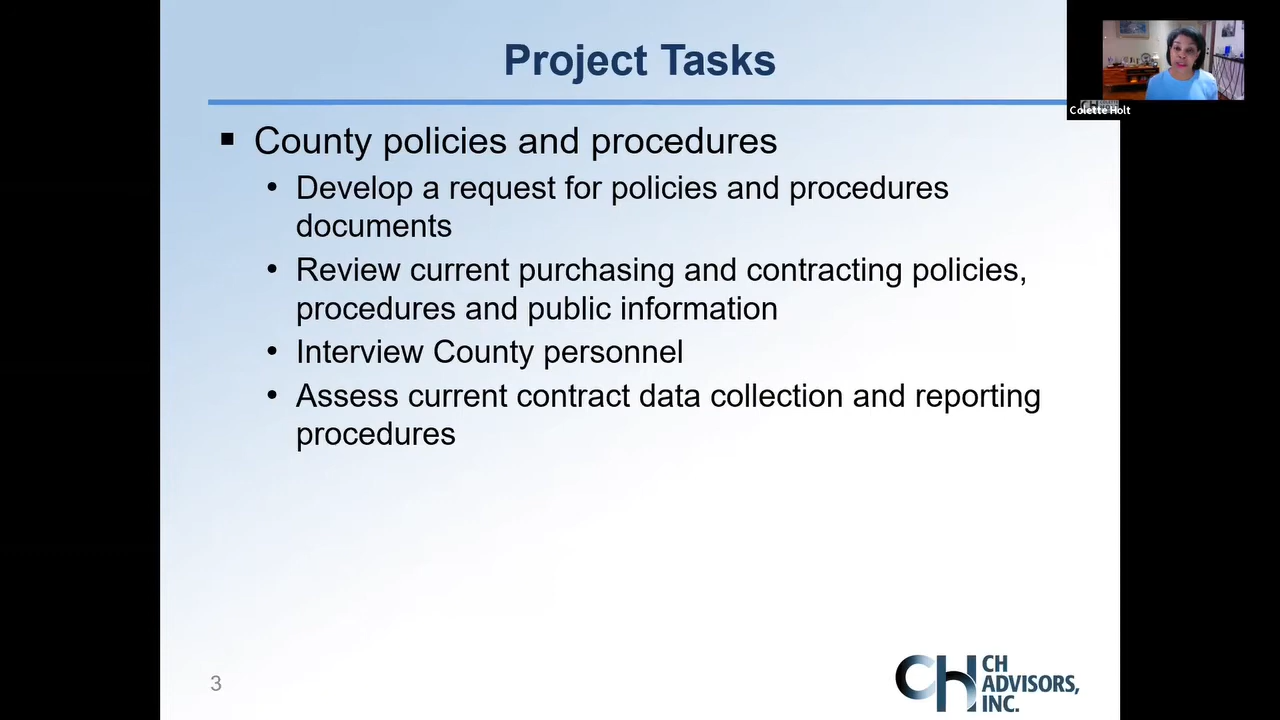 Project Tasks
Colette Holt
▪ County policies and procedures
• Develop a request for policies and procedures
documents
• Review current purchasing and contracting policies,
procedures and public information
• Interview County personnel
• Assess current contract data collection and reporting
procedures
3
CH
CH
ADVISORS,
INC.